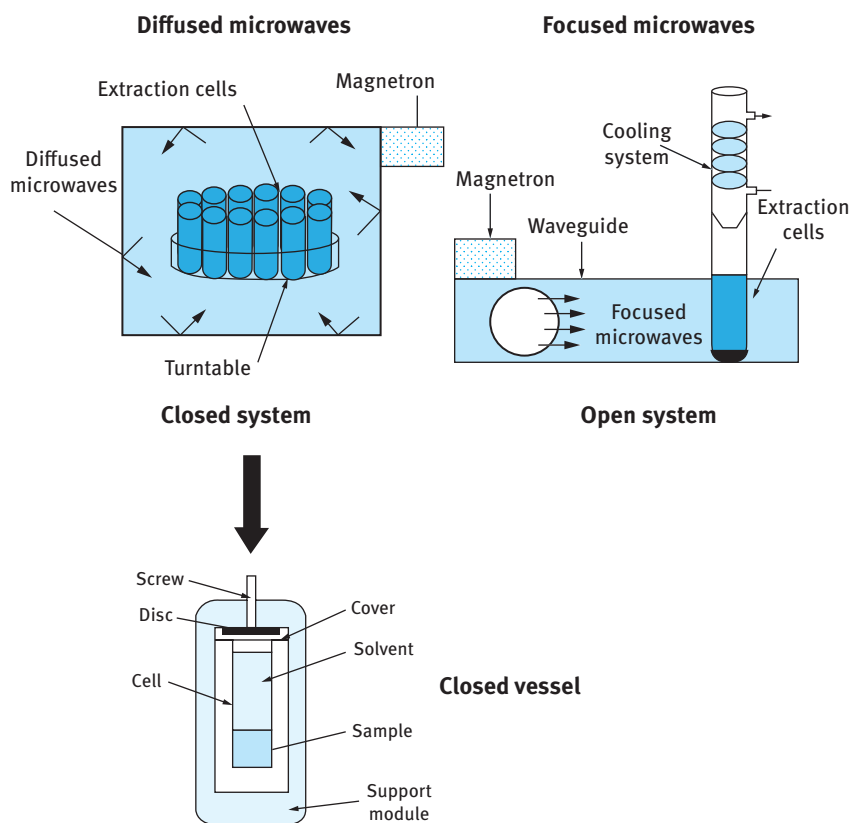 Diffused microwaves
Focused microwaves
Magnetron
Extraction cells
Diffused
microwaves
Turntable
Cooling
system
Magnetron
Waveguide
Extraction
cells
Focused
microwaves
Closed system
Open system
Screw
Disc
Cover
Solvent
Cell
Closed vessel
Sample
Support
module